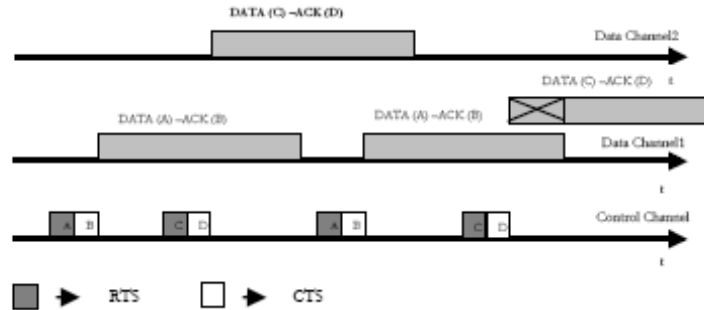 DATA (C) –ACK (D)
Data Channel2
t
DATA (C) –ACK (D)
DATA (A) –ACK (B)
DATA (A) –ACK (B)
Data Channel1
t
A B C D A B C D
Control Channel
t
RTS CTS